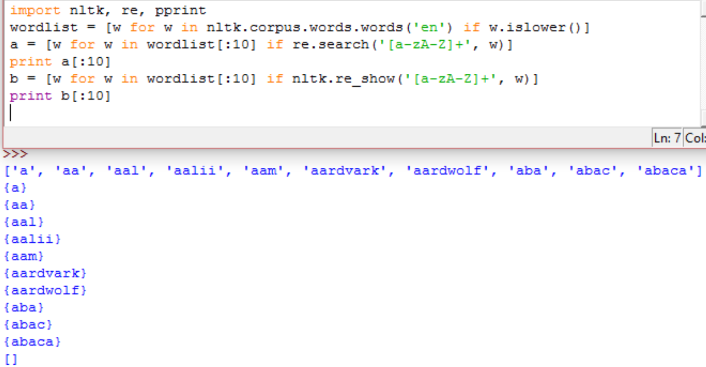 import nltk, re, pprint
wordlist = [w for w in nltk.corpus.words.words('en') if w.islower()]
a = [w for w in wordlist[:10] if re.search('[a-zA-Z]+', w)]
print a[:10]
b = [w for w in wordlist[:10] if nltk.re_show('[a-zA-Z]+', w)]
print b[:10]
Ln: 7 Col:
>>>
['a', 'aa', 'aal', 'aalii', 'aam', 'aardvark', 'aardwolf', 'aba', 'abac', 'abaca']
{a}
{aa}
{aal}
{aalii}
{aam}
{aardvark}
{aardwolf}
{aba}
{abac}
{abaca}
[]